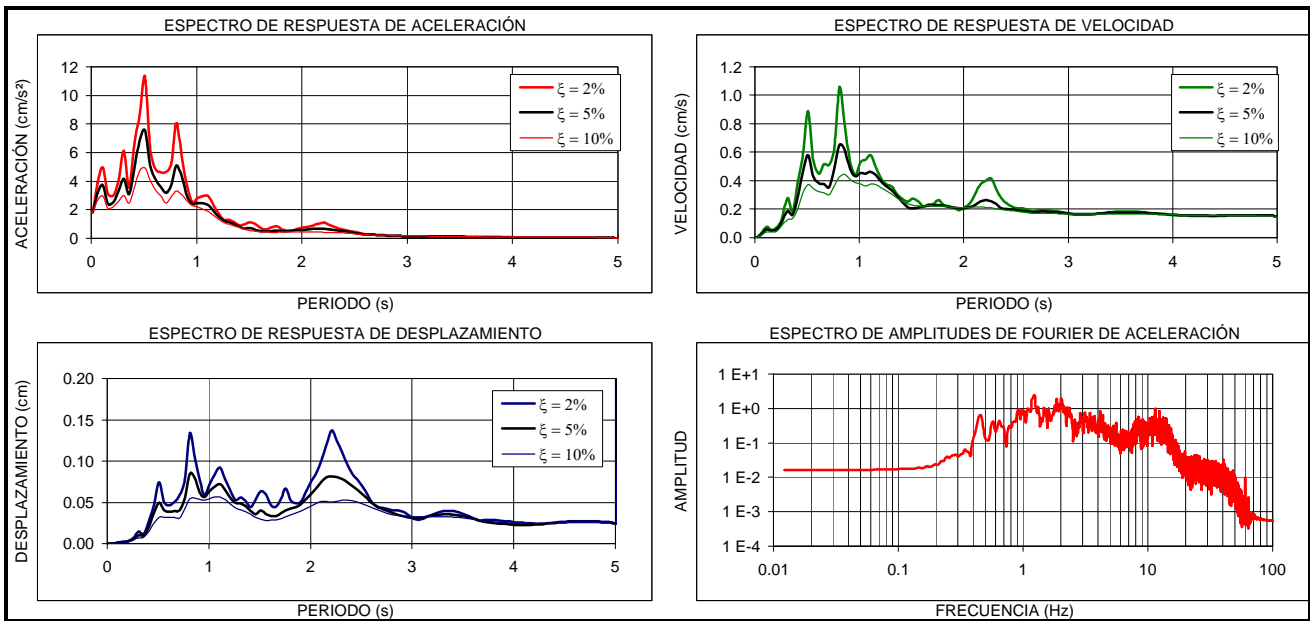 ESPECTRO DE RESPUESTA DE ACELERACIÓN
ACELERACIÓN (cm/s²)
12
10
8
6
4
2
0
0 1 2 3 4 5
PERIODO (s)
ξ = 2%
ξ = 5%
ξ = 10%
ESPECTRO DE RESPUESTA DE VELOCIDAD
VELOCIDAD (cm/s)
1.2
1.0
0.8
0.6
0.4
0.2
0.0
0 1 2 3 4 5
PERIODO (s)
ξ = 2%
ξ = 5%
ξ = 10%
ESPECTRO DE RESPUESTA DE DESPLAZAMIENTO
DESPLAZAMIENTO (cm)
0.20
0.15
0.10
0.05
0.00
0 1 2 3 4 5
PERIODO (s)
ξ = 2%
ξ = 5%
ξ = 10%
ESPECTRO DE AMPLITUDES DE FOURIER DE ACELERACIÓN
AMPLITUD
1 E+1
1 E+0
1 E-1
1 E-2
1 E-3
1 E-4
0.01 0.1 1 10 100
FRECUENCIA (Hz)